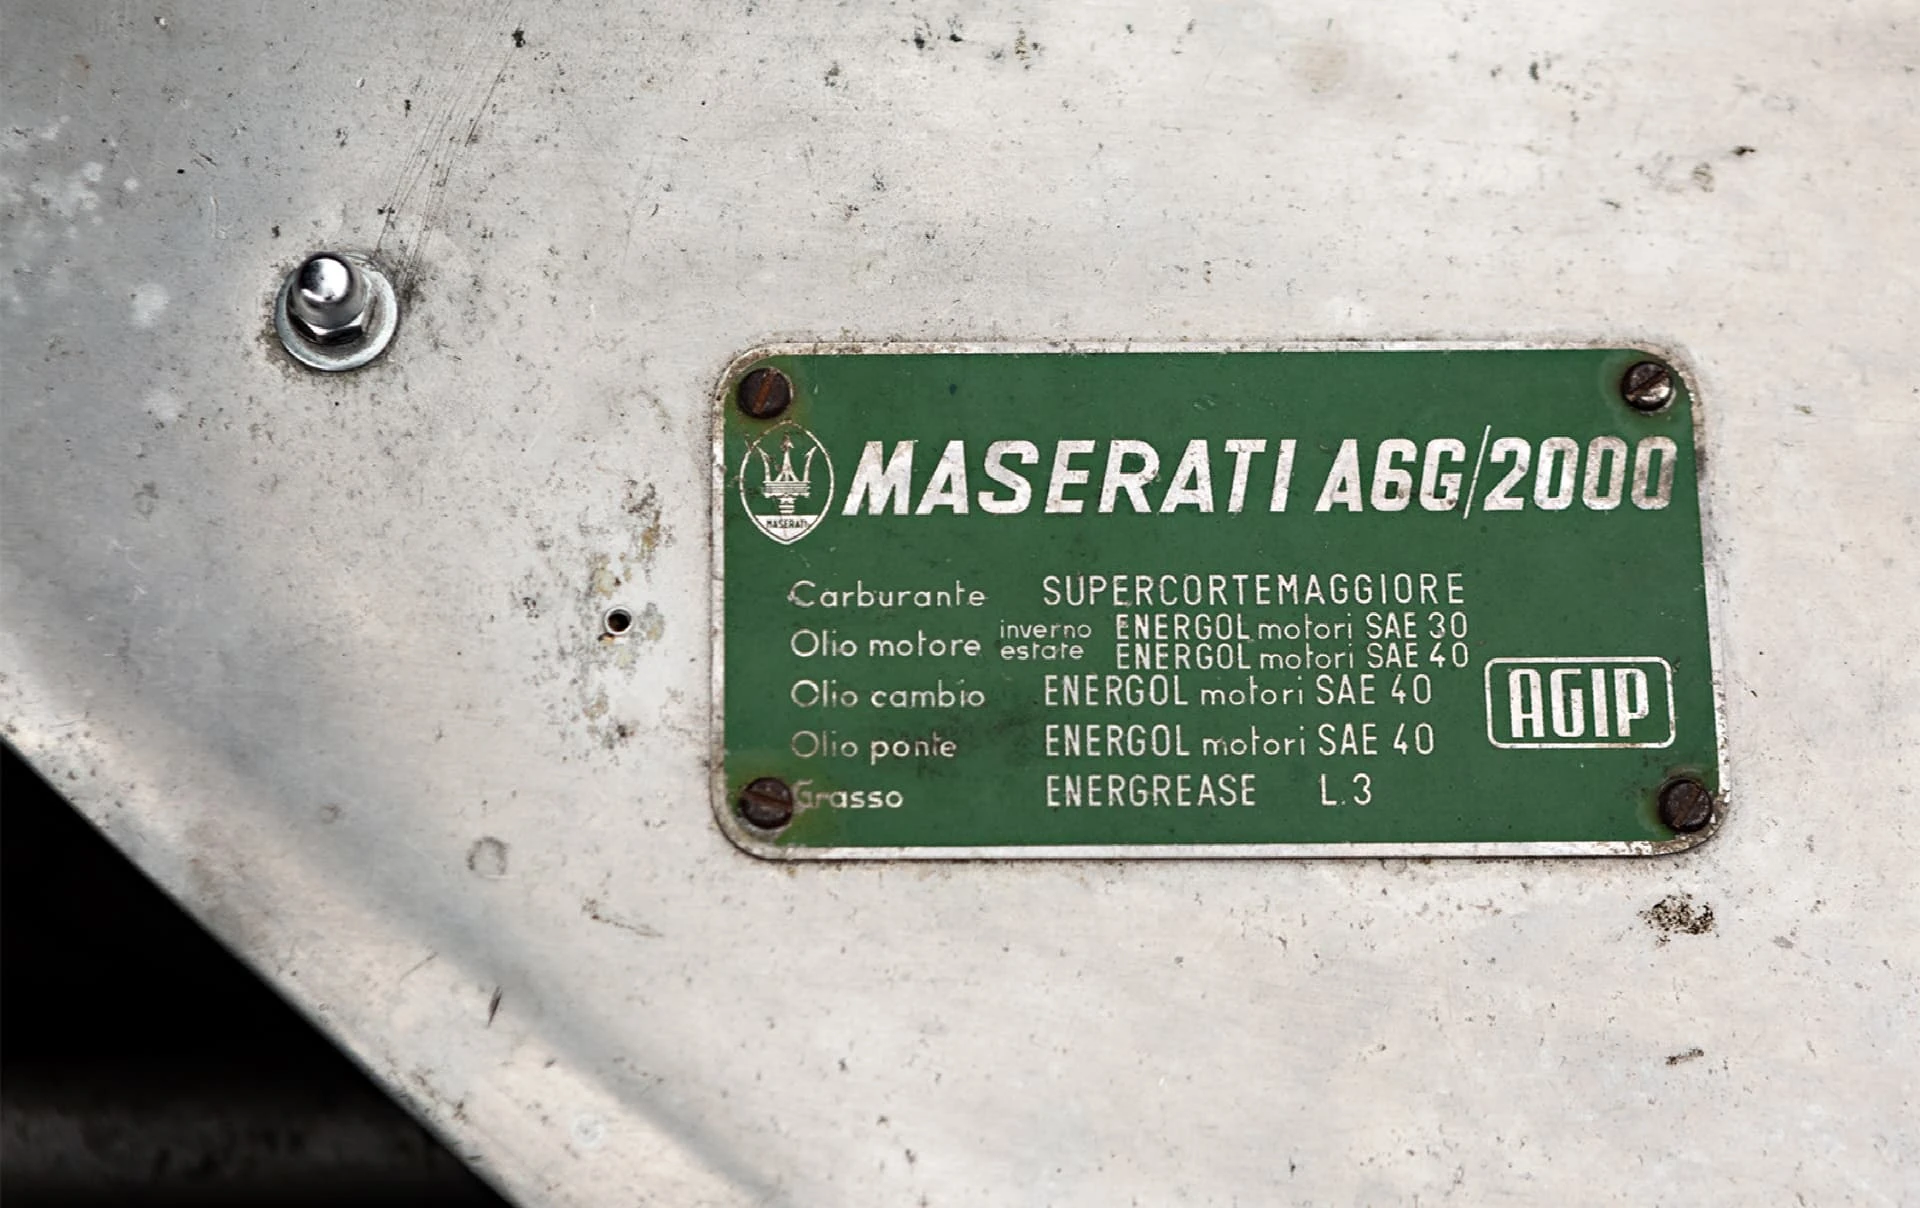 MASERATI A6G/2000
MASERATI
Carburante SUPERCORTEMAGGIORE
Olio motore inverno ENERGOL motori SAE 30
estate ENERGOL motori SAE 40
Olio cambio ENERGOL motori SAE 40
Olio ponte ENERGOL motori SAE 40
Grasso ENERGREASE L.3
AGIP